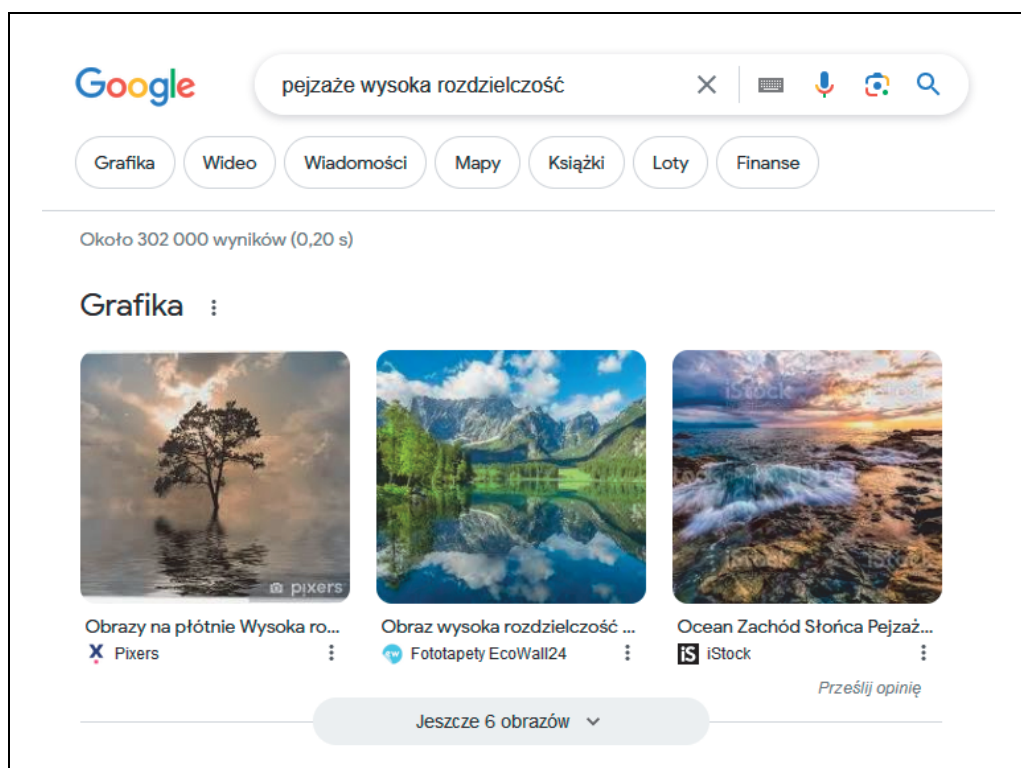 Google pejzaże wysoka rozdzielczość
Grafika Wideo Wiadomości Mapy Książki Loty Finanse
Około 302 000 wyników (0,20 s)
Grafika
pixers
iStock
iStock
Obrazy na płótnie Wysoka ro...
Pixers
Obraz wysoka rozdzielczość ...
Fototapety EcoWall24
Ocean Zachód Słońca Pejzaż...
iS iStock
Prześlij opinię
Jeszcze 6 obrazów